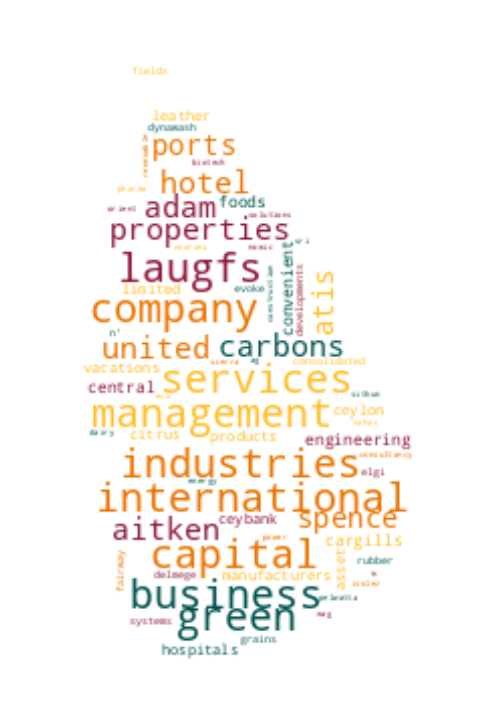 fields
leather
dynawash
ports
renewable
biotech
hotel
pharma
adam foods
orient solutions
properties
laugfs
convenient
construction
developments
atis
limited evoke
company
n'
united carbons
vacations consolidated
central services
management ceylon
dairy citrus products
engineering
consultancy
industries elgi
energy
international
ceybank spence
aitken
power cargills
capital
asset
rubber
fairway
delmege manufacturers
business
green
systems
grains
hospitals